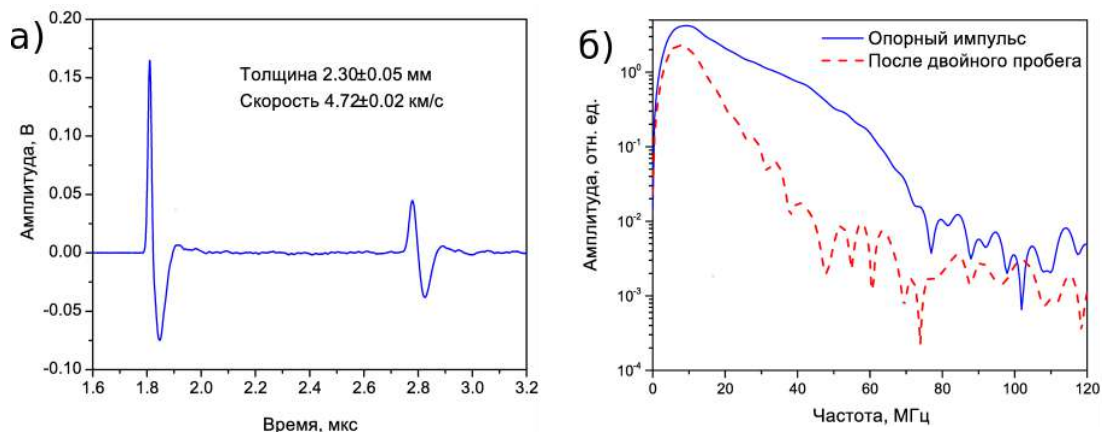 а)
0.20
0.15
0.10
0.05
0.00
-0.05
-0.10
Амплитуда, В
Толщина 2.30±0.05 мм
Скорость 4.72±0.02 км/с
1.6 1.8 2.0 2.2 2.4 2.6 2.8 3.0 3.2
Время, мкс
б)
10⁰
10⁻¹
10⁻²
10⁻³
10⁻⁴
Амплитуда, отн. ед.
Опорный импульс
После двойного пробега
0 20 40 60 80 100 120
Частота, МГц